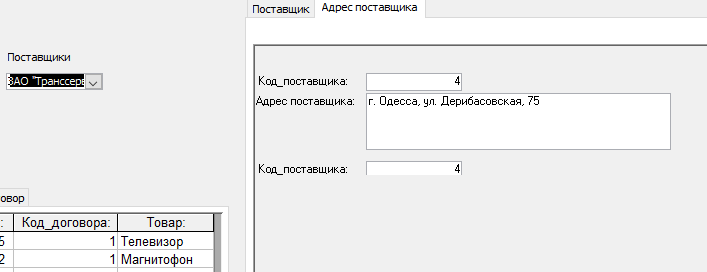 Поставщик Адрес поставщика
Поставщики
ЗАО "Транссерв
Код_поставщика: 4
Адрес поставщика: г. Одесса, ул. Дерибасовская, 75
Код_поставщика: 4
овор
: Код_договора: Товар:
5 1 Телевизор
2 1 Магнитофон